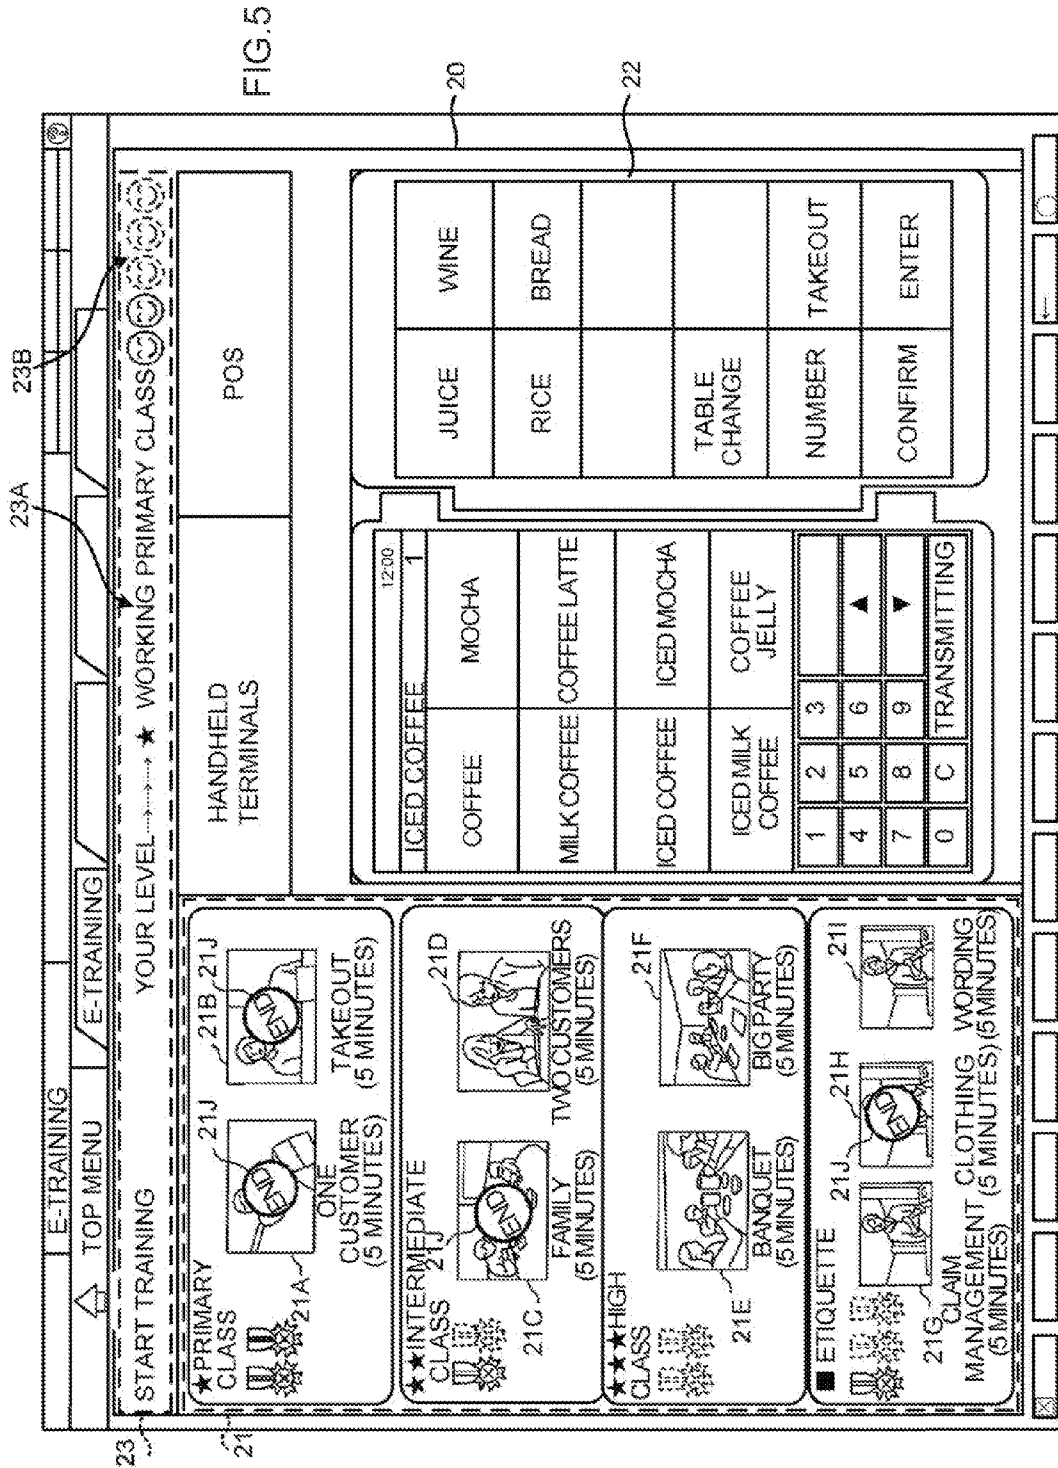 FIG.5
E-TRAINING
TOP MENU
E-TRAINING
?
23A
23B
20
22
23
21
START TRAINING
YOUR LEVEL
★ WORKING PRIMARY CLASS
HANDHELD
TERMINALS
POS
★PRIMARY
CLASS
21A
21J
21B
21J
END
END
ONE
CUSTOMER
(5 MINUTES)
TAKEOUT
(5 MINUTES)
★★INTERMEDIATE
CLASS
21J
21C
21D
END
FAMILY
(5 MINUTES)
TWO CUSTOMERS
(5 MINUTES)
★★★HIGH
CLASS
21E
21F
BANQUET
(5 MINUTES)
BIG PARTY
(5 MINUTES)
■ ETIQUETTE
21G
21J
21H
21I
END
CLAIM
MANAGEMENT
(5 MINUTES)
CLOTHING
(5 MINUTES)
WORDING
(5 MINUTES)
12:00
ICED COFFEE 1
COFFEE MOCHA
MILK COFFEE COFFEE LATTE
ICED COFFEE ICED MOCHA
ICED MILK
COFFEE
COFFEE
JELLY
1 2 3
4 5 6 ▲
7 8 9 ▼
0 C TRANSMITTING
JUICE WINE
RICE BREAD
TABLE
CHANGE
NUMBER TAKEOUT
CONFIRM ENTER